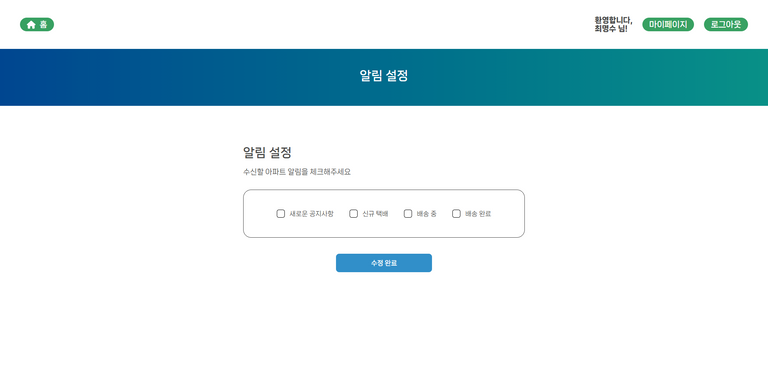 홈
환영합니다,
최명수 님!
마이페이지
로그아웃
알림 설정
알림 설정
수신할 아파트 알림을 체크해주세요
새로운 공지사항
신규 택배
배송 중
배송 완료
수정 완료